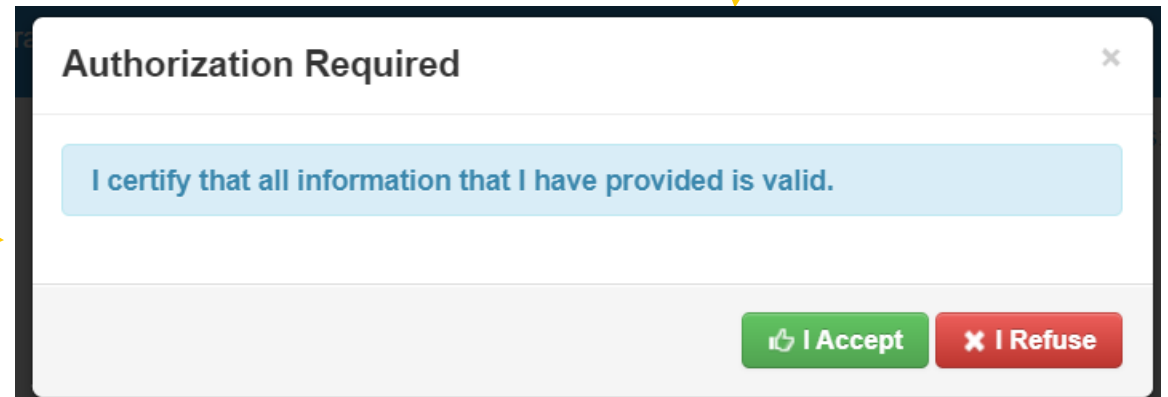 Authorization Required
×
I certify that all information that I have provided is valid.
I Accept
I Refuse